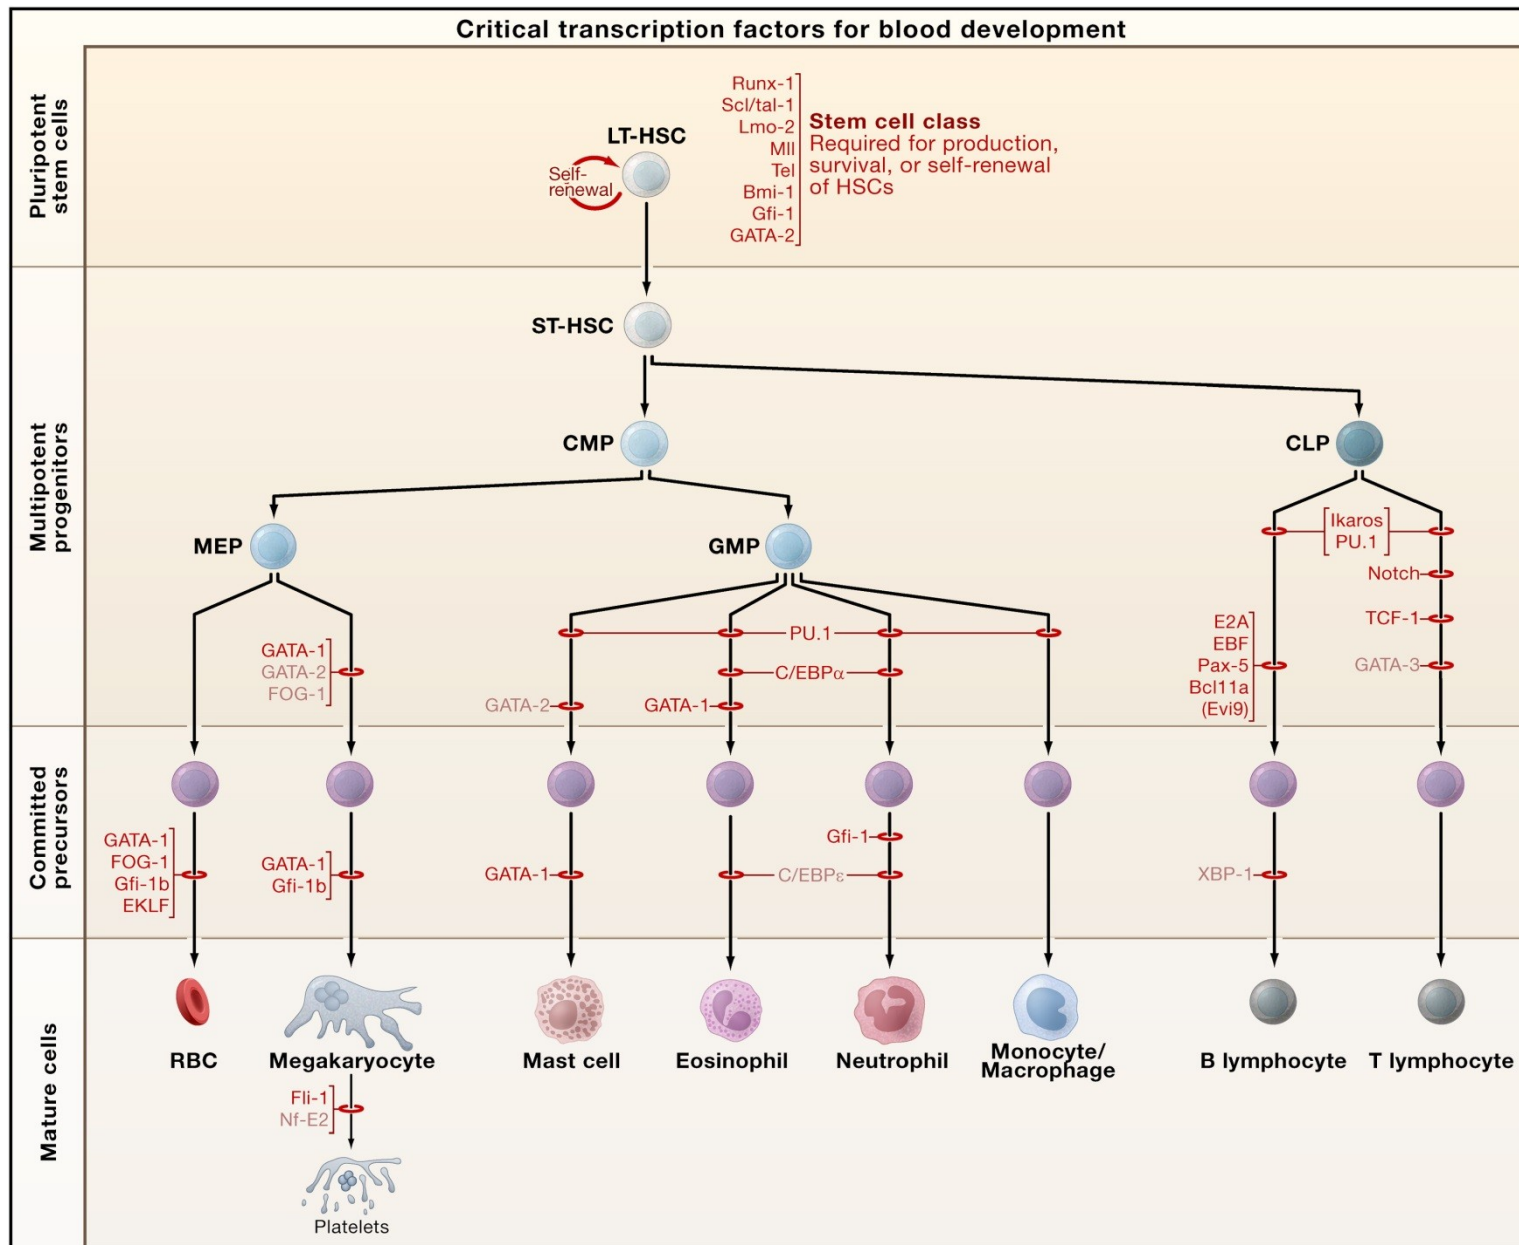 Critical transcription factors for blood development
Pluripotent
stem cells
Runx-1
Scl/tal-1
Lmo-2
Mll
Tel
Bmi-1
Gfi-1
GATA-2
Stem cell class
Required for production,
survival, or self-renewal
of HSCs
LT-HSC
Self-
renewal
Multipotent
progenitors
ST-HSC
CMP
CLP
MEP
GMP
Ikaros
PU.1
Notch
TCF-1
GATA-3
E2A
EBF
Pax-5
Bcl11a
(Evi9)
GATA-1
GATA-2
FOG-1
PU.1
C/EBPα
GATA-2
GATA-1
Committed
precursors
GATA-1
FOG-1
Gfi-1b
EKLF
GATA-1
Gfi-1b
GATA-1
Gfi-1
C/EBPε
XBP-1
Mature cells
RBC
Megakaryocyte
Mast cell
Eosinophil
Neutrophil
Monocyte/
Macrophage
B lymphocyte
T lymphocyte
Fli-1
Nf-E2
Platelets